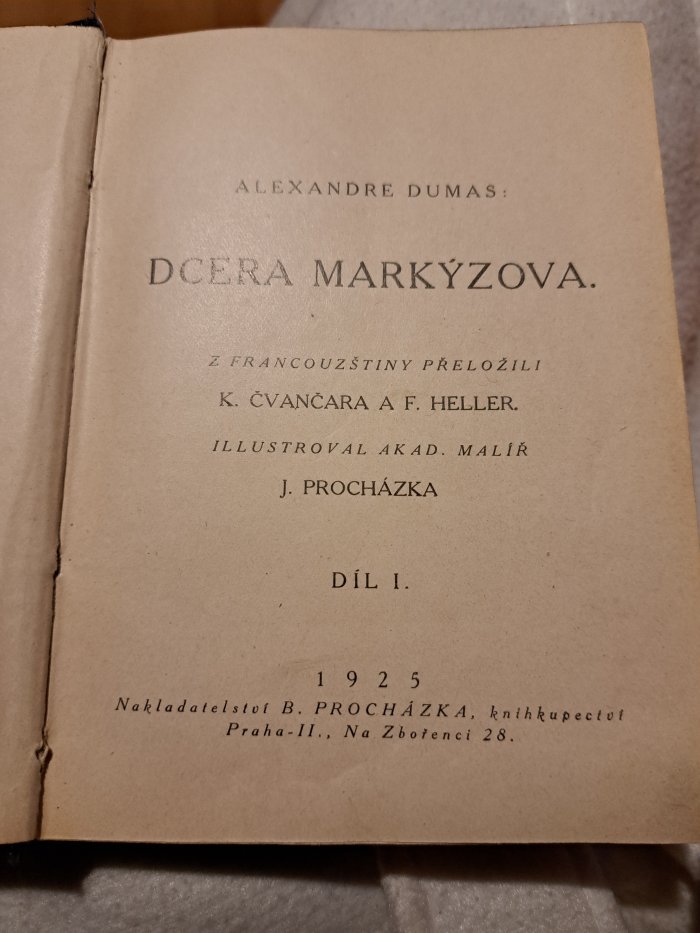 ALEXANDRE DUMAS:
DCERA MARKÝZOVA.
Z FRANCOUZŠTINY PŘELOŽILI
K. ČVANČARA A F. HELLER.
ILLUSTROVAL AKAD. MALÍŘ
J. PROCHÁZKA
DÍL I.
1925
Nakladatelství B. PROCHÁZKA, knihkupectví
Praha-II., Na Zbořenci 28.